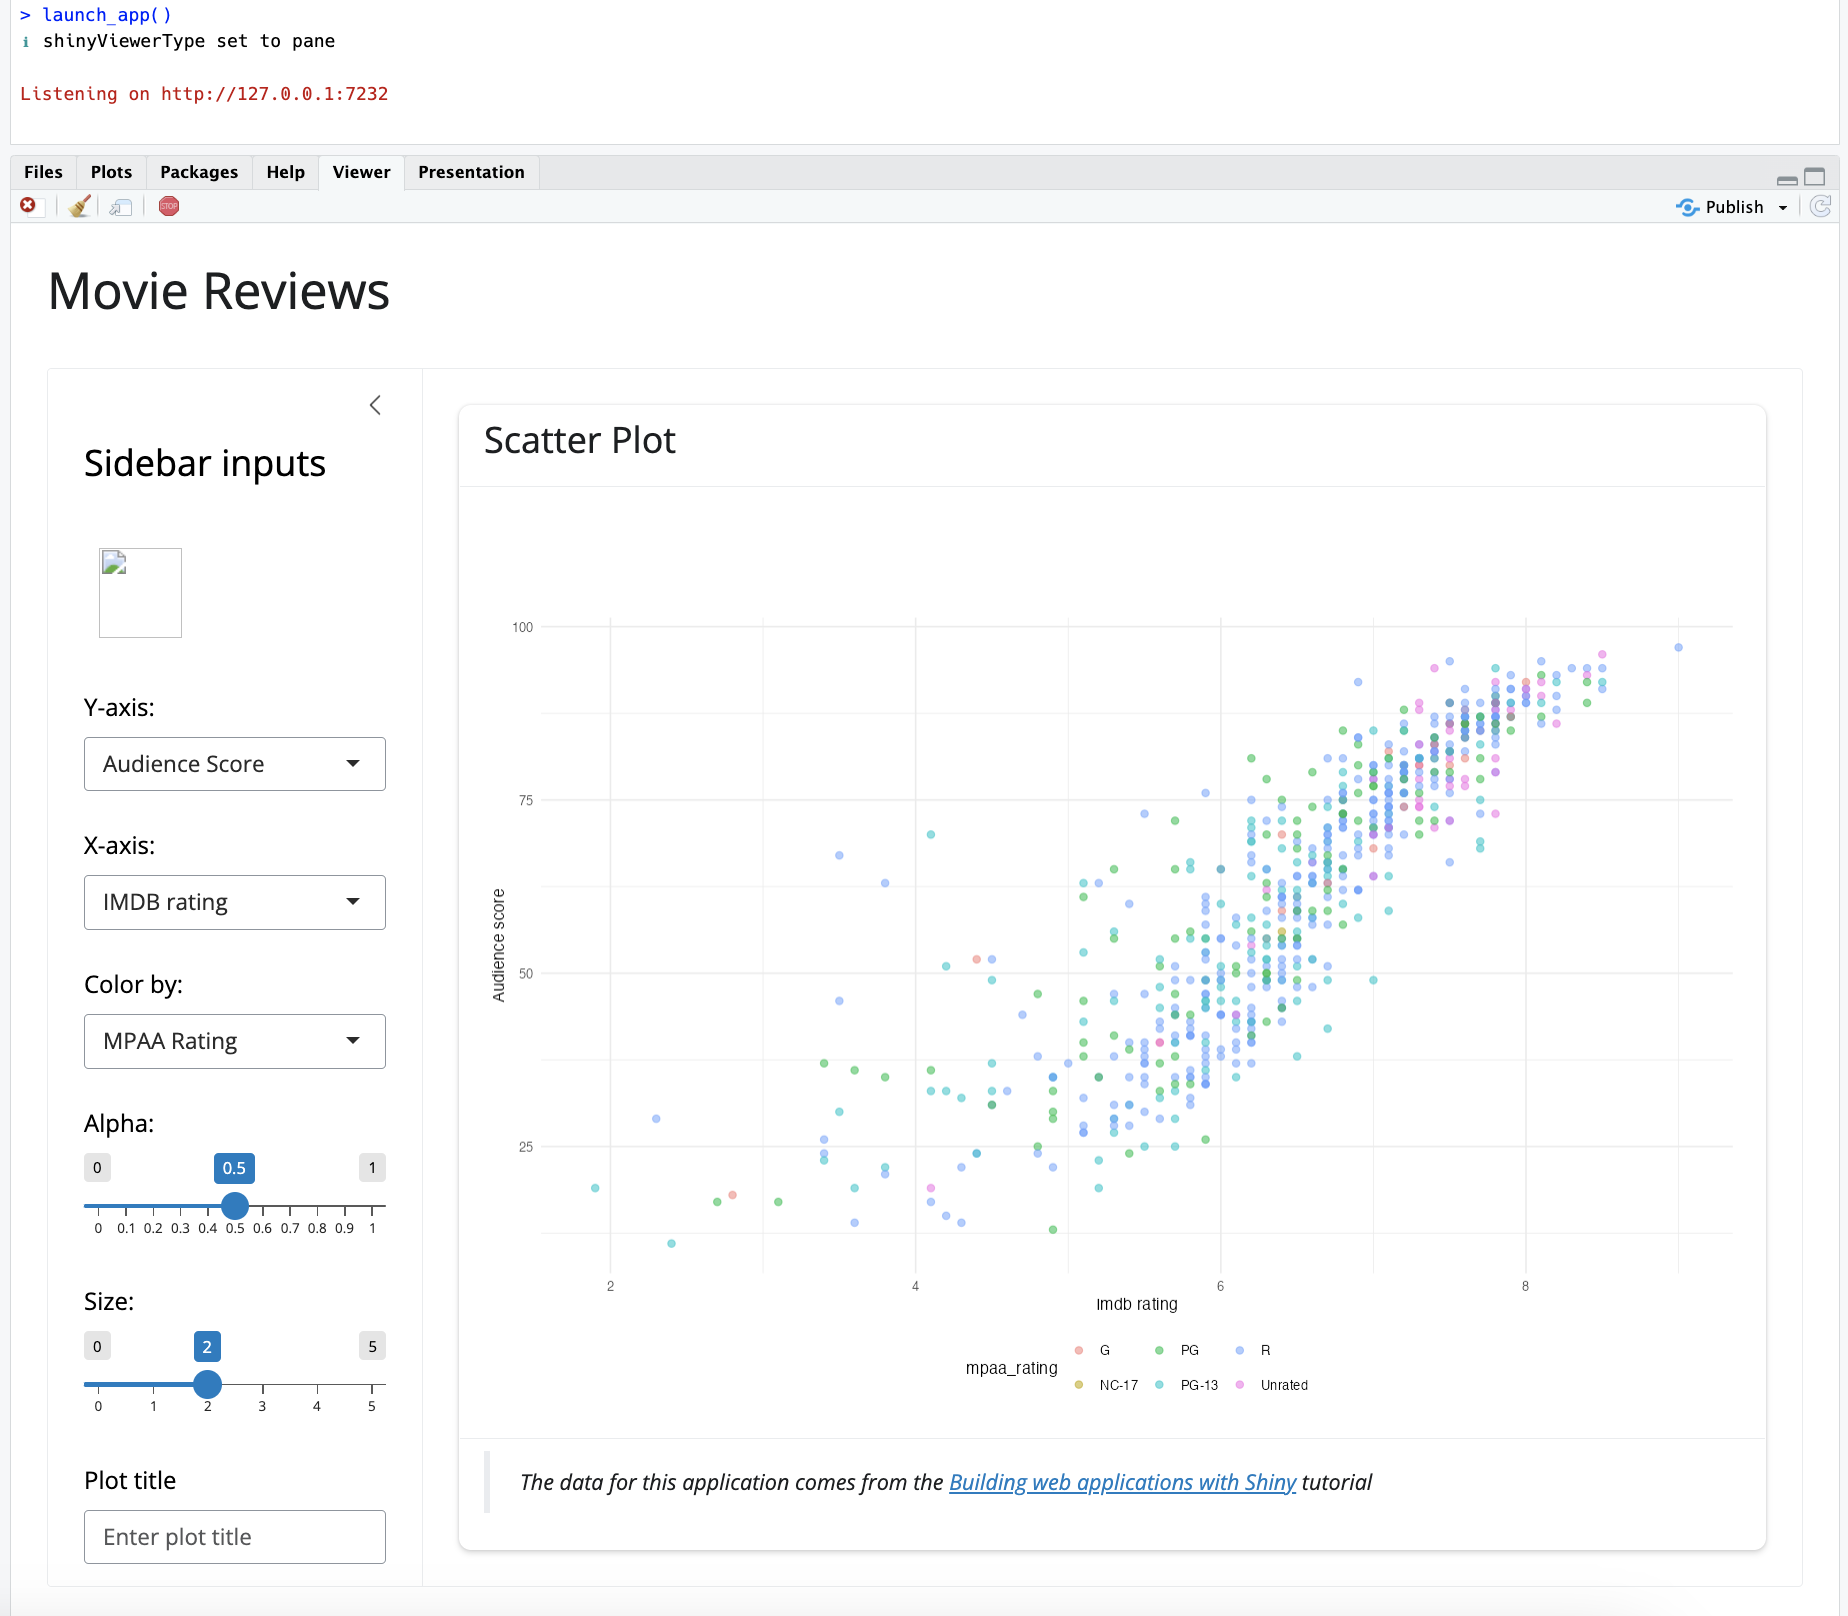 > launch_app()
ℹ shinyViewerType set to pane
Listening on http://127.0.0.1:7232
Files Plots Packages Help Viewer Presentation
STOP Publish
Movie Reviews
Sidebar inputs
Y-axis:
Audience Score
X-axis:
IMDB rating
Color by:
MPAA Rating
Alpha:
0 0.5 1
0 0.1 0.2 0.3 0.4 0.5 0.6 0.7 0.8 0.9 1
Size:
0 2 5
0 1 2 3 4 5
Plot title
Enter plot title
Scatter Plot
100
75
50
25
Audience score
2 4 6 8
Imdb rating
mpaa_rating
G PG R
NC-17 PG-13 Unrated
The data for this application comes from the Building web applications with Shiny tutorial